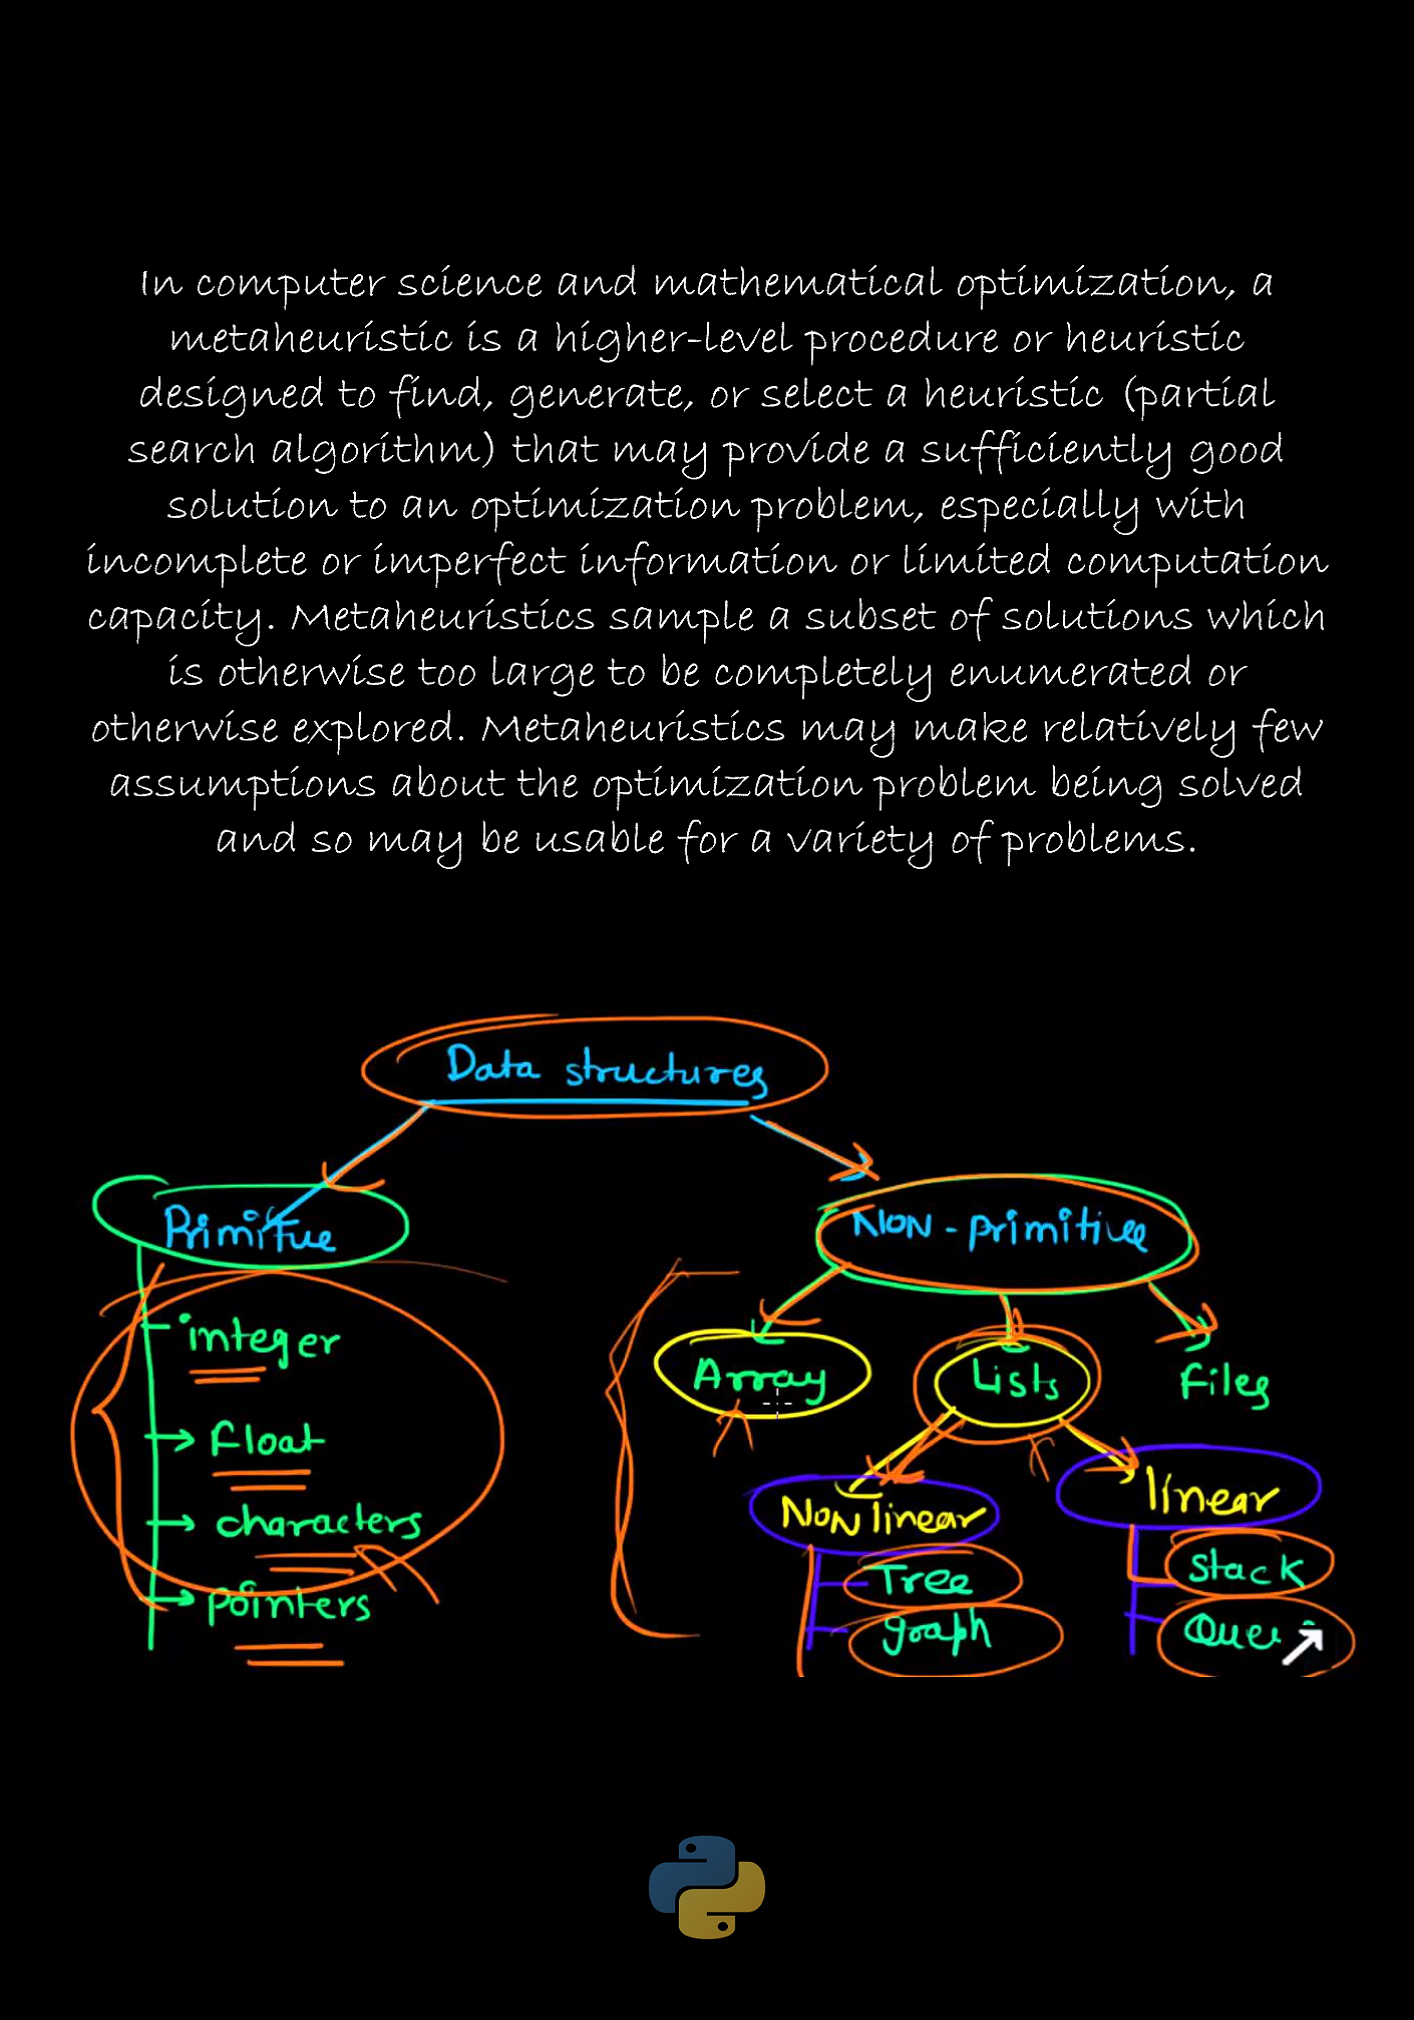 In computer science and mathematical optimization, a
metaheuristic is a higher-level procedure or heuristic
designed to find, generate, or select a heuristic (partial
search algorithm) that may provide a sufficiently good
solution to an optimization problem, especially with
incomplete or imperfect information or limited computation
capacity. Metaheuristics sample a subset of solutions which
is otherwise too large to be completely enumerated or
otherwise explored. Metaheuristics may make relatively few
assumptions about the optimization problem being solved
and so may be usable for a variety of problems.
Data structures
Primitive
Non-primitive
integer
Array
Lists
Files
float
Non linear
linear
characters
Tree
Stack
pointers
graph